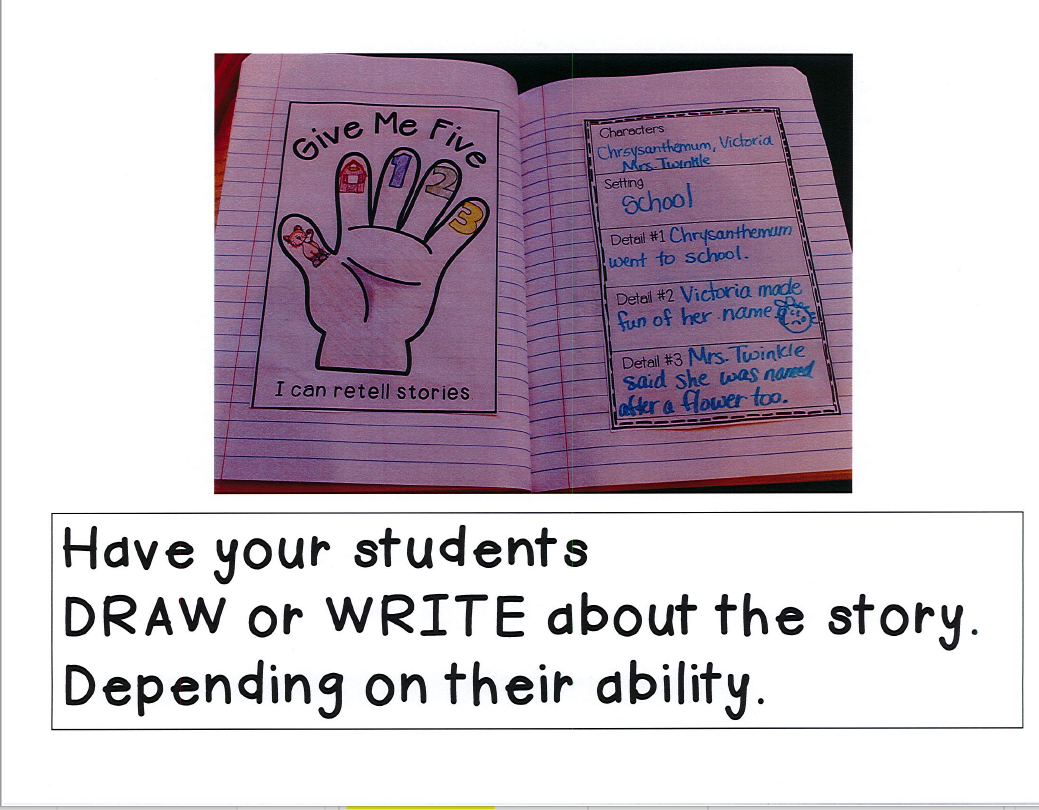 Give Me Five
1 2 3
I can retell stories
Characters
Chrsysanthemum, Victoria
Mrs. Twinkle
Setting
School
Detail #1 Chrysanthemum
went to school.
Detail #2 Victoria made
fun of her name
Detail #3 Mrs. Twinkle
said she was named
after a flower too.
Have your students
DRAW or WRITE about the story.
Depending on their ability.